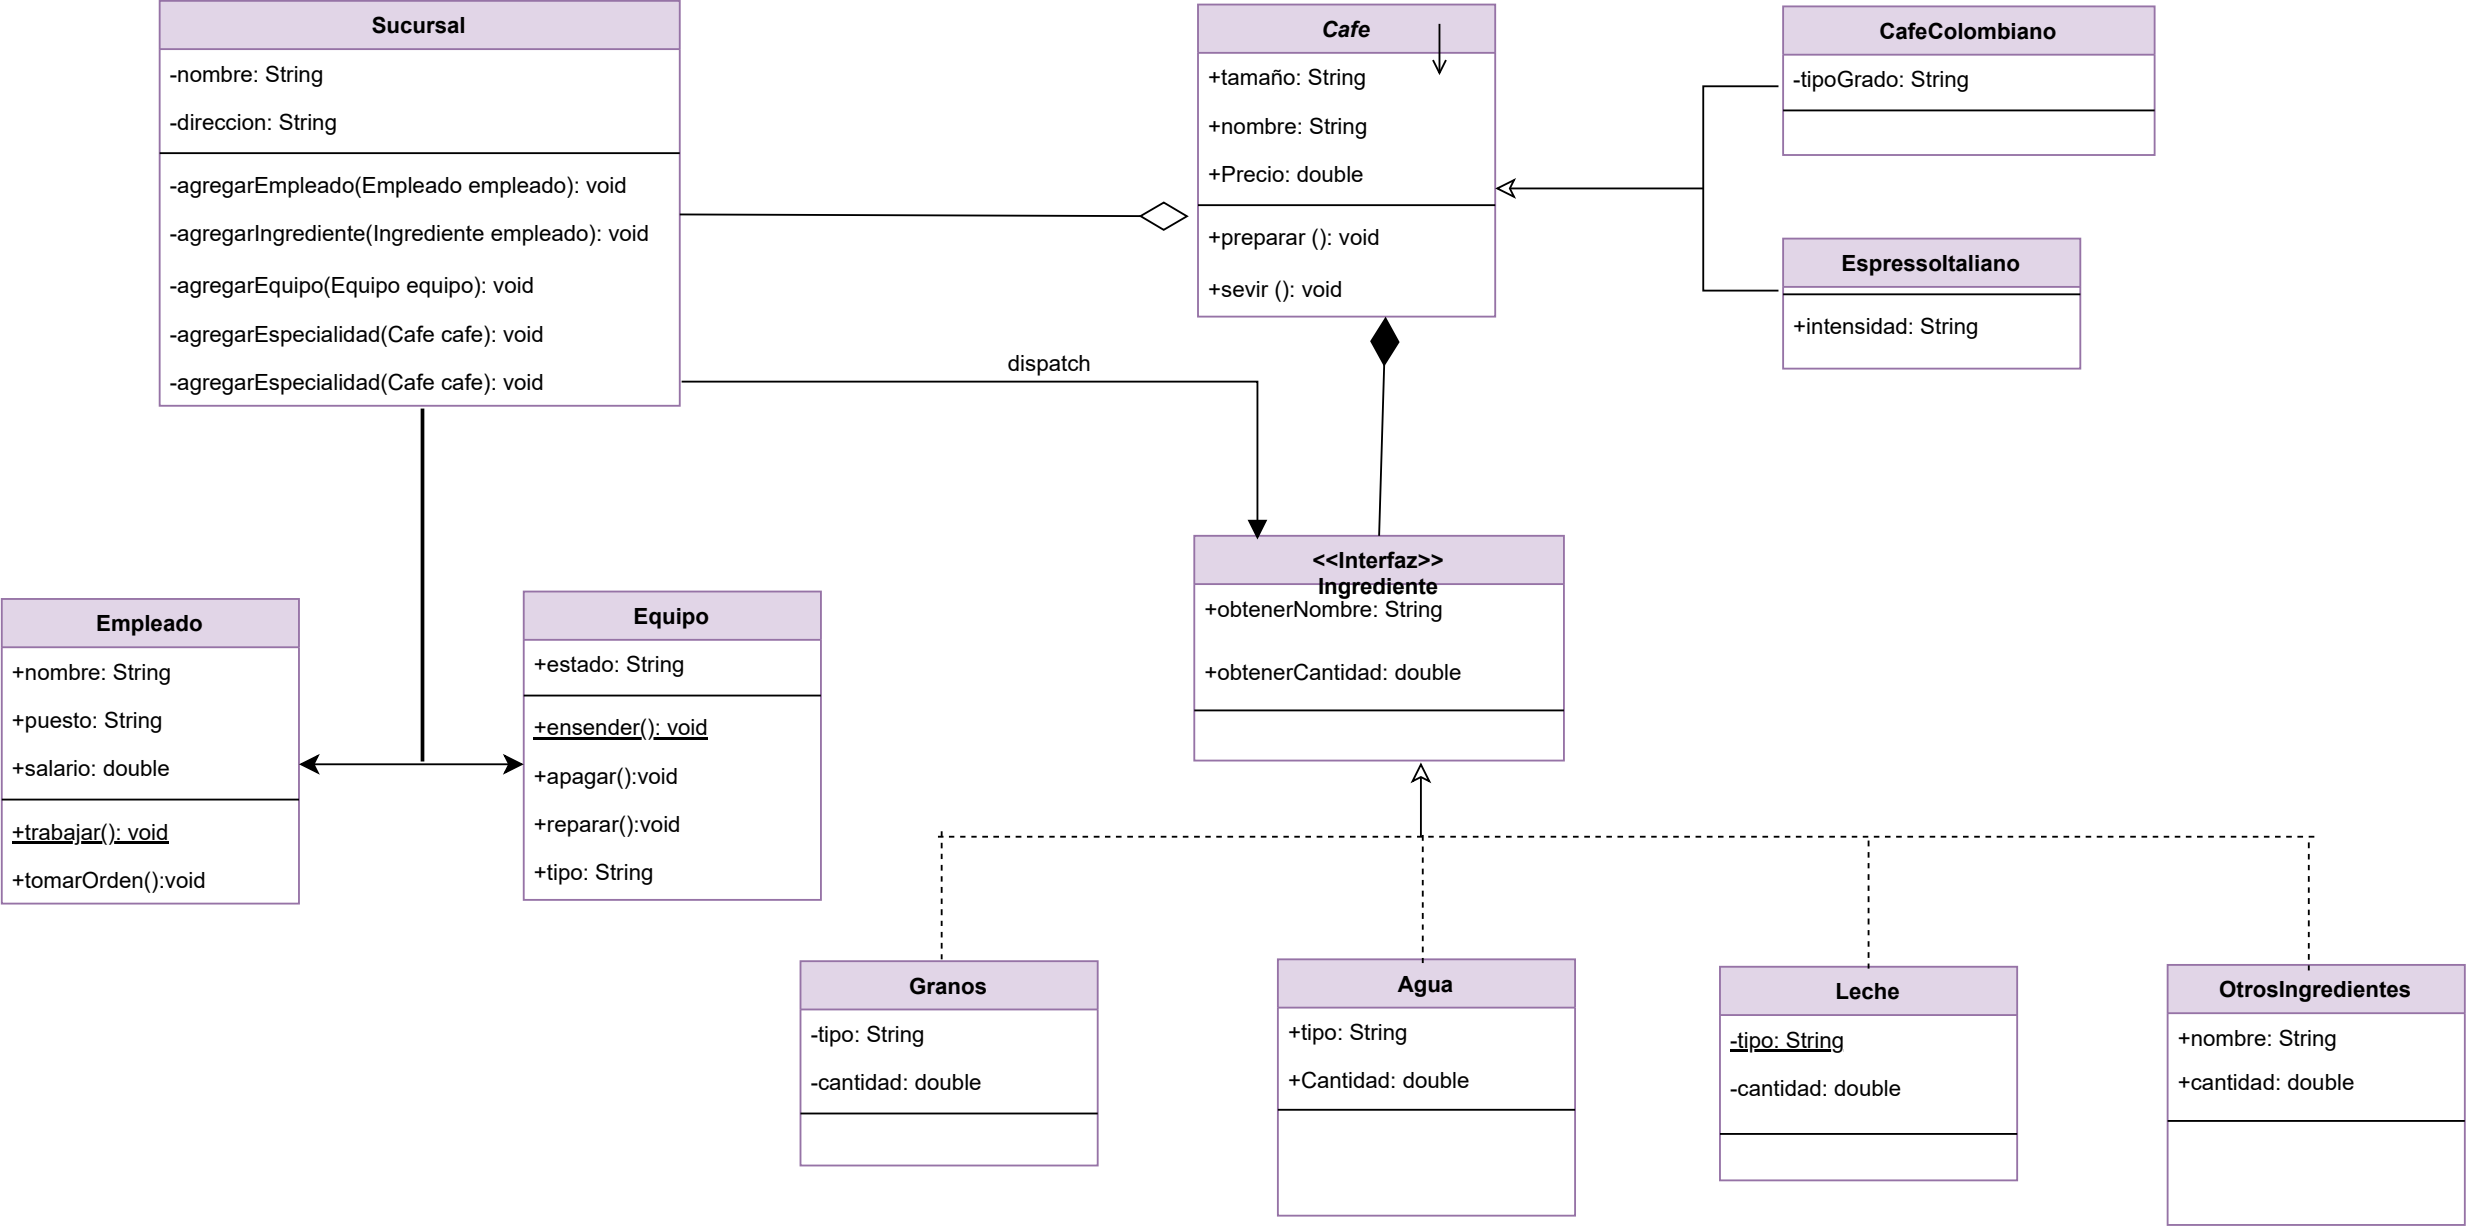 Sucursal
-nombre: String
-direccion: String
-agregarEmpleado(Empleado empleado): void
-agregarIngrediente(Ingrediente empleado): void
-agregarEquipo(Equipo equipo): void
-agregarEspecialidad(Cafe cafe): void
-agregarEspecialidad(Cafe cafe): void
Cafe
+tamaño: String
+nombre: String
+Precio: double
+preparar (): void
+sevir (): void
CafeColombiano
-tipoGrado: String
EspressoItaliano
+intensidad: String
dispatch
<<Interfaz>>
Ingrediente
+obtenerNombre: String
+obtenerCantidad: double
Empleado
+nombre: String
+puesto: String
+salario: double
+trabajar(): void
+tomarOrden():void
Equipo
+estado: String
+ensender(): void
+apagar():void
+reparar():void
+tipo: String
Granos
-tipo: String
-cantidad: double
Agua
+tipo: String
+Cantidad: double
Leche
-tipo: String
-cantidad: double
OtrosIngredientes
+nombre: String
+cantidad: double